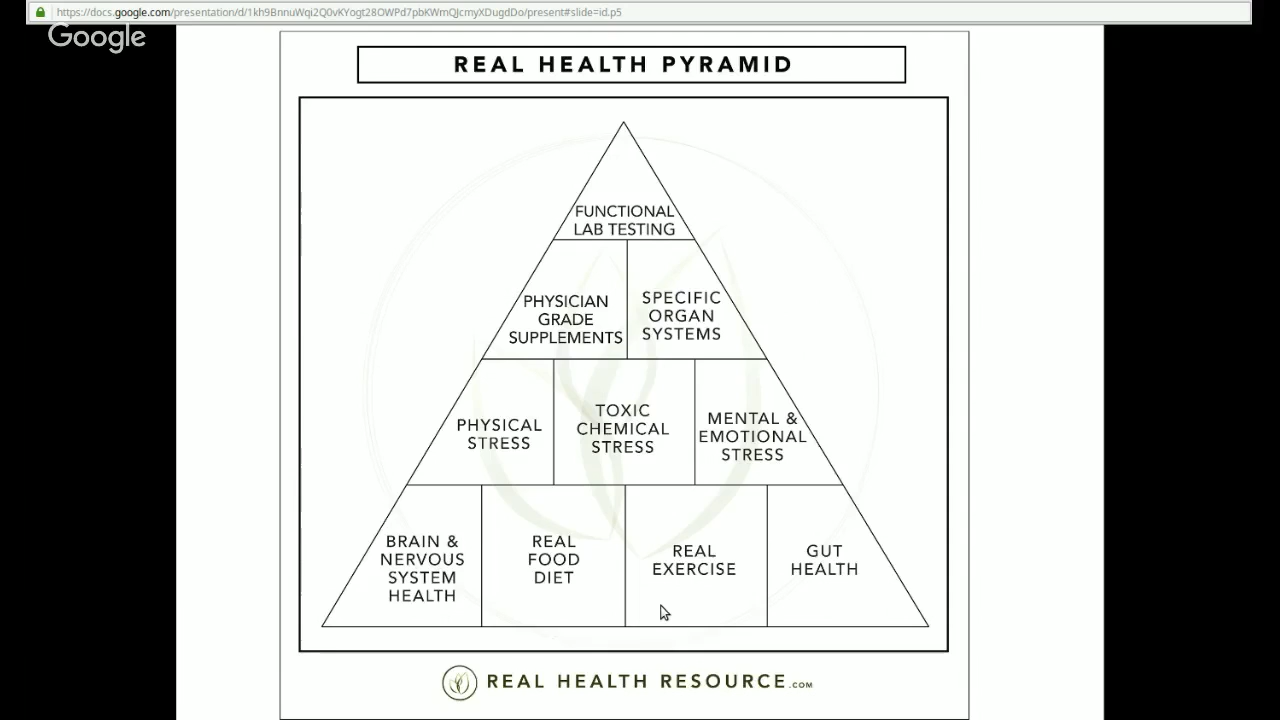 https://docs.google.com/presentation/d/1kh9BnnuWqi2Q0vKYogt28OWPd7pbKWmQJcmyXDugdDo/present#slide=id.p5
Google
REAL HEALTH PYRAMID
FUNCTIONAL
LAB TESTING
PHYSICIAN
GRADE
SUPPLEMENTS
SPECIFIC
ORGAN
SYSTEMS
PHYSICAL
STRESS
TOXIC
CHEMICAL
STRESS
MENTAL &
EMOTIONAL
STRESS
BRAIN &
NERVOUS
SYSTEM
HEALTH
REAL
FOOD
DIET
REAL
EXERCISE
GUT
HEALTH
REAL HEALTH RESOURCE.COM